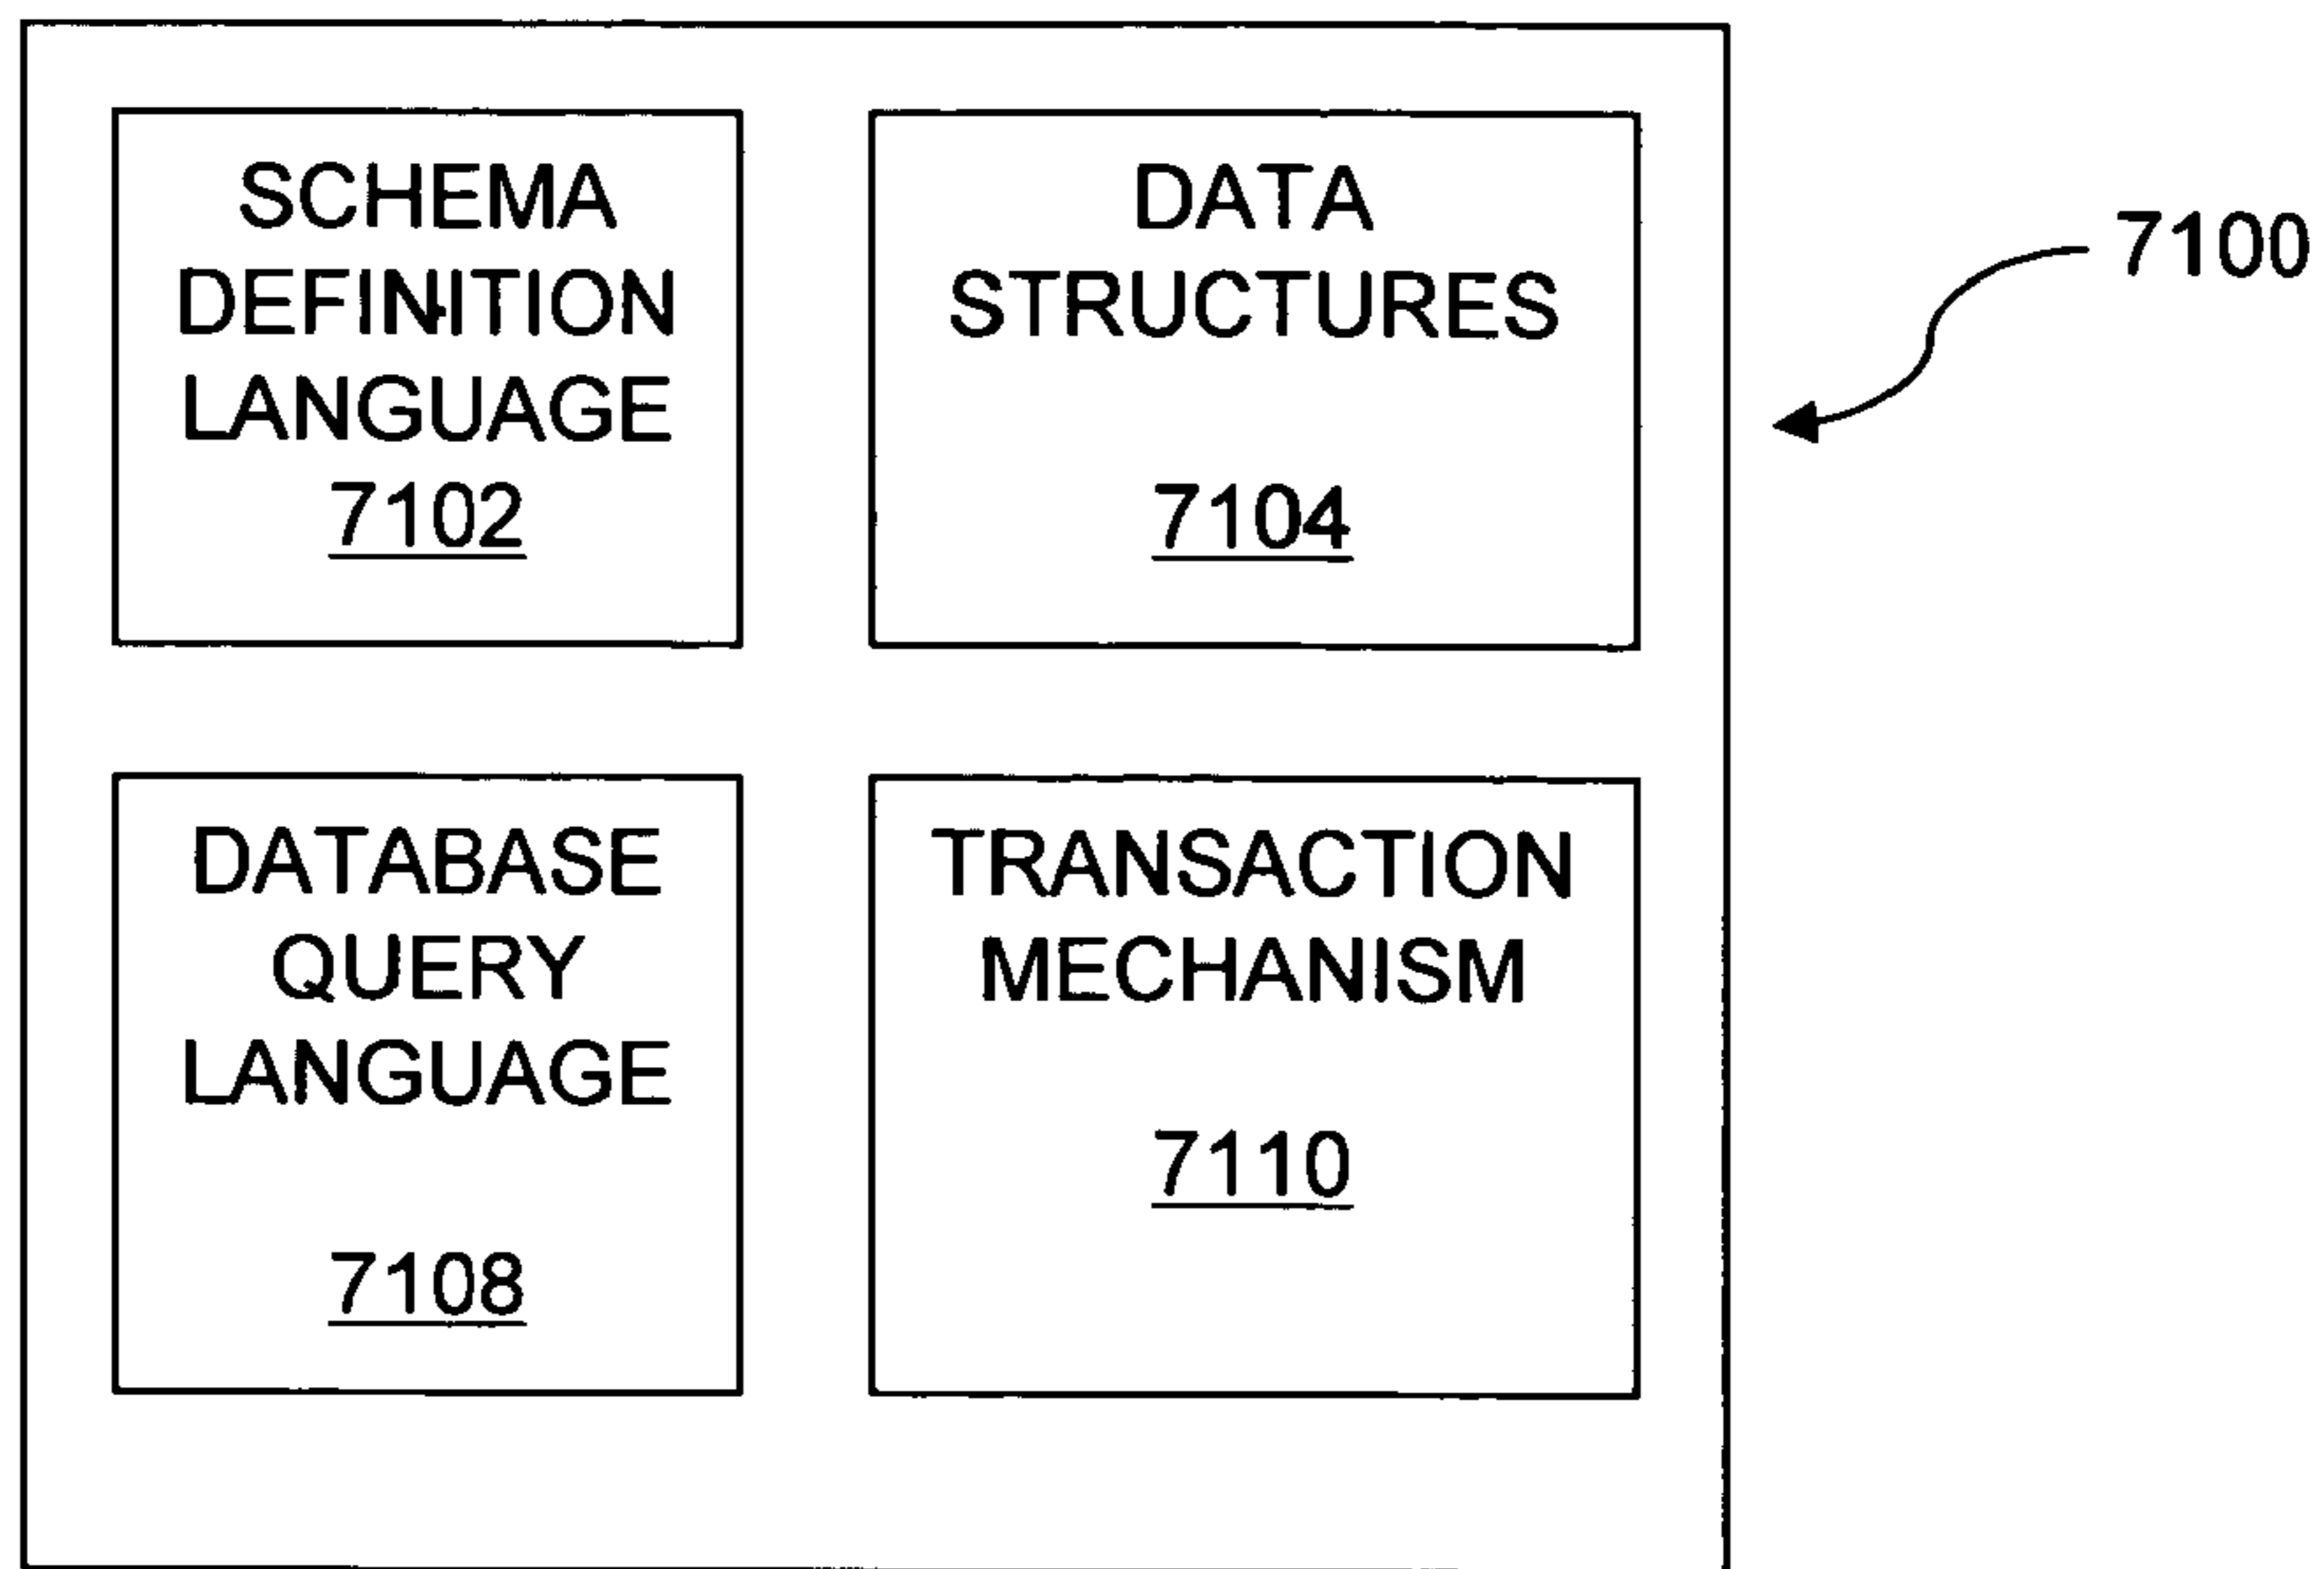 SCHEMA
DEFINITION
LANGUAGE
7102
DATA
STRUCTURES
7104
7100
DATABASE
QUERY
LANGUAGE
7108
TRANSACTION
MECHANISM
7110